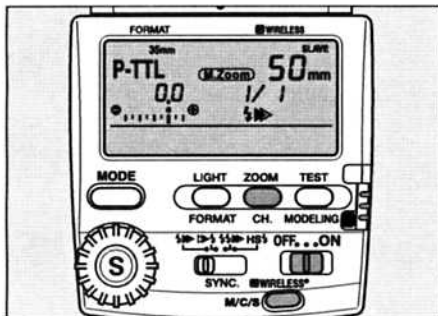 FORMAT WIRELESS
35mm SLAVE
P-TTL M.Zoom 50mm
0.0 1/1
MODE LIGHT ZOOM TEST
FORMAT CH. MODELING
HS OFF...ON
S SYNC. WIRELESS
M/C/S